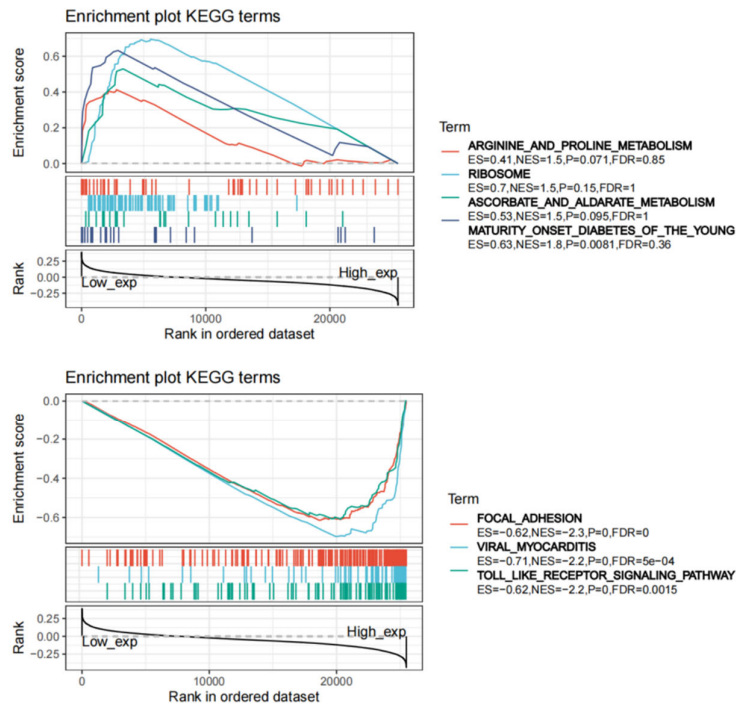 Enrichment plot KEGG terms
Enrichment score
0.6
0.4
0.2
0.0
Rank
0.25
0.00
−0.25
Low_exp
High_exp
0
10000
20000
Rank in ordered dataset
Term
ARGININE_AND_PROLINE_METABOLISM
ES=0.41,NES=1.5,P=0.071,FDR=0.85
RIBOSOME
ES=0.7,NES=1.5,P=0.15,FDR=1
ASCORBATE_AND_ALDARATE_METABOLISM
ES=0.53,NES=1.5,P=0.095,FDR=1
MATURITY_ONSET_DIABETES_OF_THE_YOUNG
ES=0.63,NES=1.8,P=0.0081,FDR=0.36
Enrichment plot KEGG terms
Enrichment score
0.0
−0.2
−0.4
−0.6
Rank
0.25
0.00
−0.25
Low_exp
High_exp
0
10000
20000
Rank in ordered dataset
Term
FOCAL_ADHESION
ES=−0.62,NES=−2.3,P=0,FDR=0
VIRAL_MYOCARDITIS
ES=−0.71,NES=−2.2,P=0,FDR=5e−04
TOLL_LIKE_RECEPTOR_SIGNALING_PATHWAY
ES=−0.62,NES=−2.2,P=0,FDR=0.0015